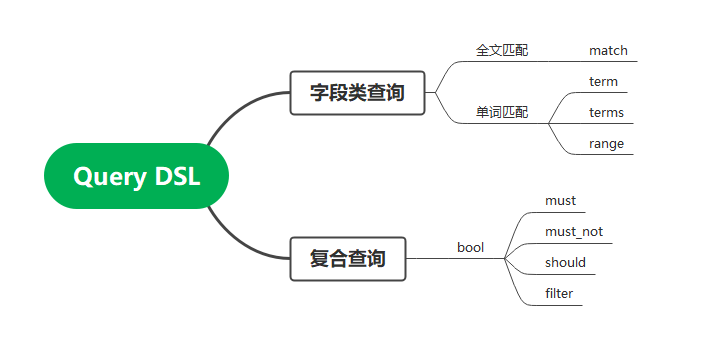 Query DSL
字段类查询
全文匹配
match
单词匹配
term
terms
range
复合查询
bool
must
must_not
should
filter